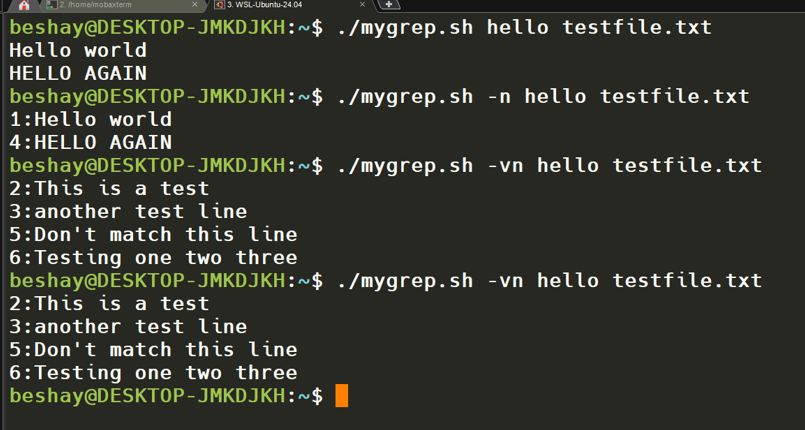 2. /home/mobaxterm
3. WSL-Ubuntu-24.04
beshay@DESKTOP-JMKDJKH:~$ ./mygrep.sh hello testfile.txt
Hello world
HELLO AGAIN
beshay@DESKTOP-JMKDJKH:~$ ./mygrep.sh -n hello testfile.txt
1:Hello world
4:HELLO AGAIN
beshay@DESKTOP-JMKDJKH:~$ ./mygrep.sh -vn hello testfile.txt
2:This is a test
3:another test line
5:Don't match this line
6:Testing one two three
beshay@DESKTOP-JMKDJKH:~$ ./mygrep.sh -vn hello testfile.txt
2:This is a test
3:another test line
5:Don't match this line
6:Testing one two three
beshay@DESKTOP-JMKDJKH:~$